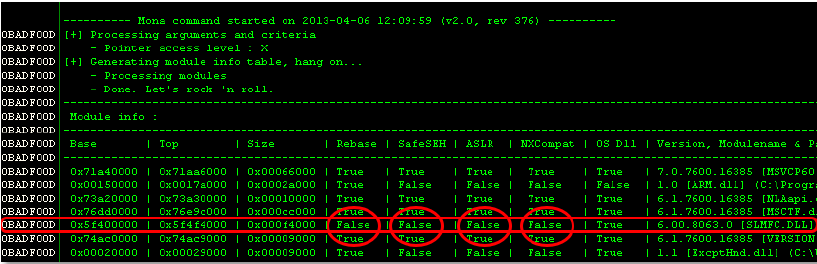 ---------- Mona command started on 2013-04-06 12:09:59 (v2.0, rev 376) ----------
0BADF00D [+] Processing arguments and criteria
0BADF00D - Pointer access level : X
0BADF00D [+] Generating module info table, hang on...
0BADF00D - Processing modules
0BADF00D - Done. Let's rock 'n roll.
0BADF00D ----------
0BADF00D Module info :
0BADF00D ----------
0BADF00D Base | Top | Size | Rebase | SafeSEH | ASLR | NXCompat | OS Dll | Version, Modulename & Pa
0BADF00D ----------
0BADF00D 0x71a40000 | 0x71aa6000 | 0x00066000 | True | True | True | True | True | 7.0.7600.16385 [MSVCP60
0BADF00D 0x00150000 | 0x0017a000 | 0x0002a000 | True | False | False | False | False | 1.0 [ARM.dll] (C:\Progr
0BADF00D 0x73a20000 | 0x73a30000 | 0x00010000 | True | True | True | True | True | 6.1.7600.16385 [NLAapi.
0BADF00D 0x76dd0000 | 0x76e9c000 | 0x000cc000 | True | True | True | True | True | 6.1.7600.16385 [MSCTF.d
0BADF00D 0x5f400000 | 0x5f4f4000 | 0x000f4000 | False | False | False | False | True | 6.00.8063.0 [SLMFC.DLL]
0BADF00D 0x74ac0000 | 0x74ac9000 | 0x00009000 | True | True | True | True | True | 6.1.7600.16385 [VERSION
0BADF00D 0x00020000 | 0x00029000 | 0x00009000 | True | False | False | False | False | 1.1 [ExcptHnd.dll] (C:\